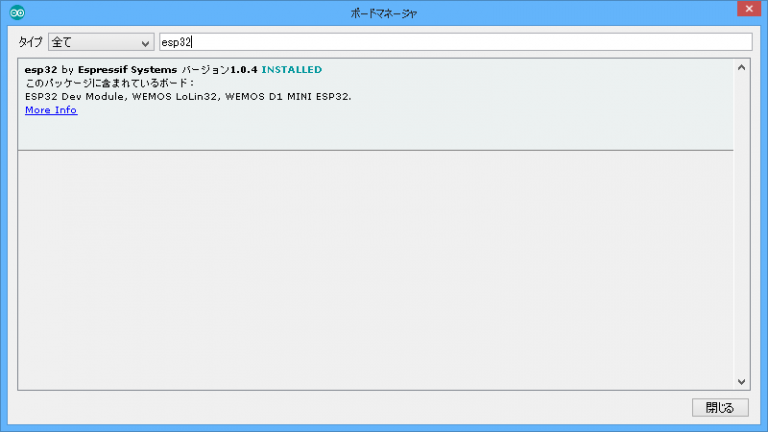 ボードマネージャ
タイプ 全て esp32
esp32 by Espressif Systems バージョン1.0.4 INSTALLED
このパッケージに含まれているボード：
ESP32 Dev Module, WEMOS LoLin32, WEMOS D1 MINI ESP32.
More Info
閉じる